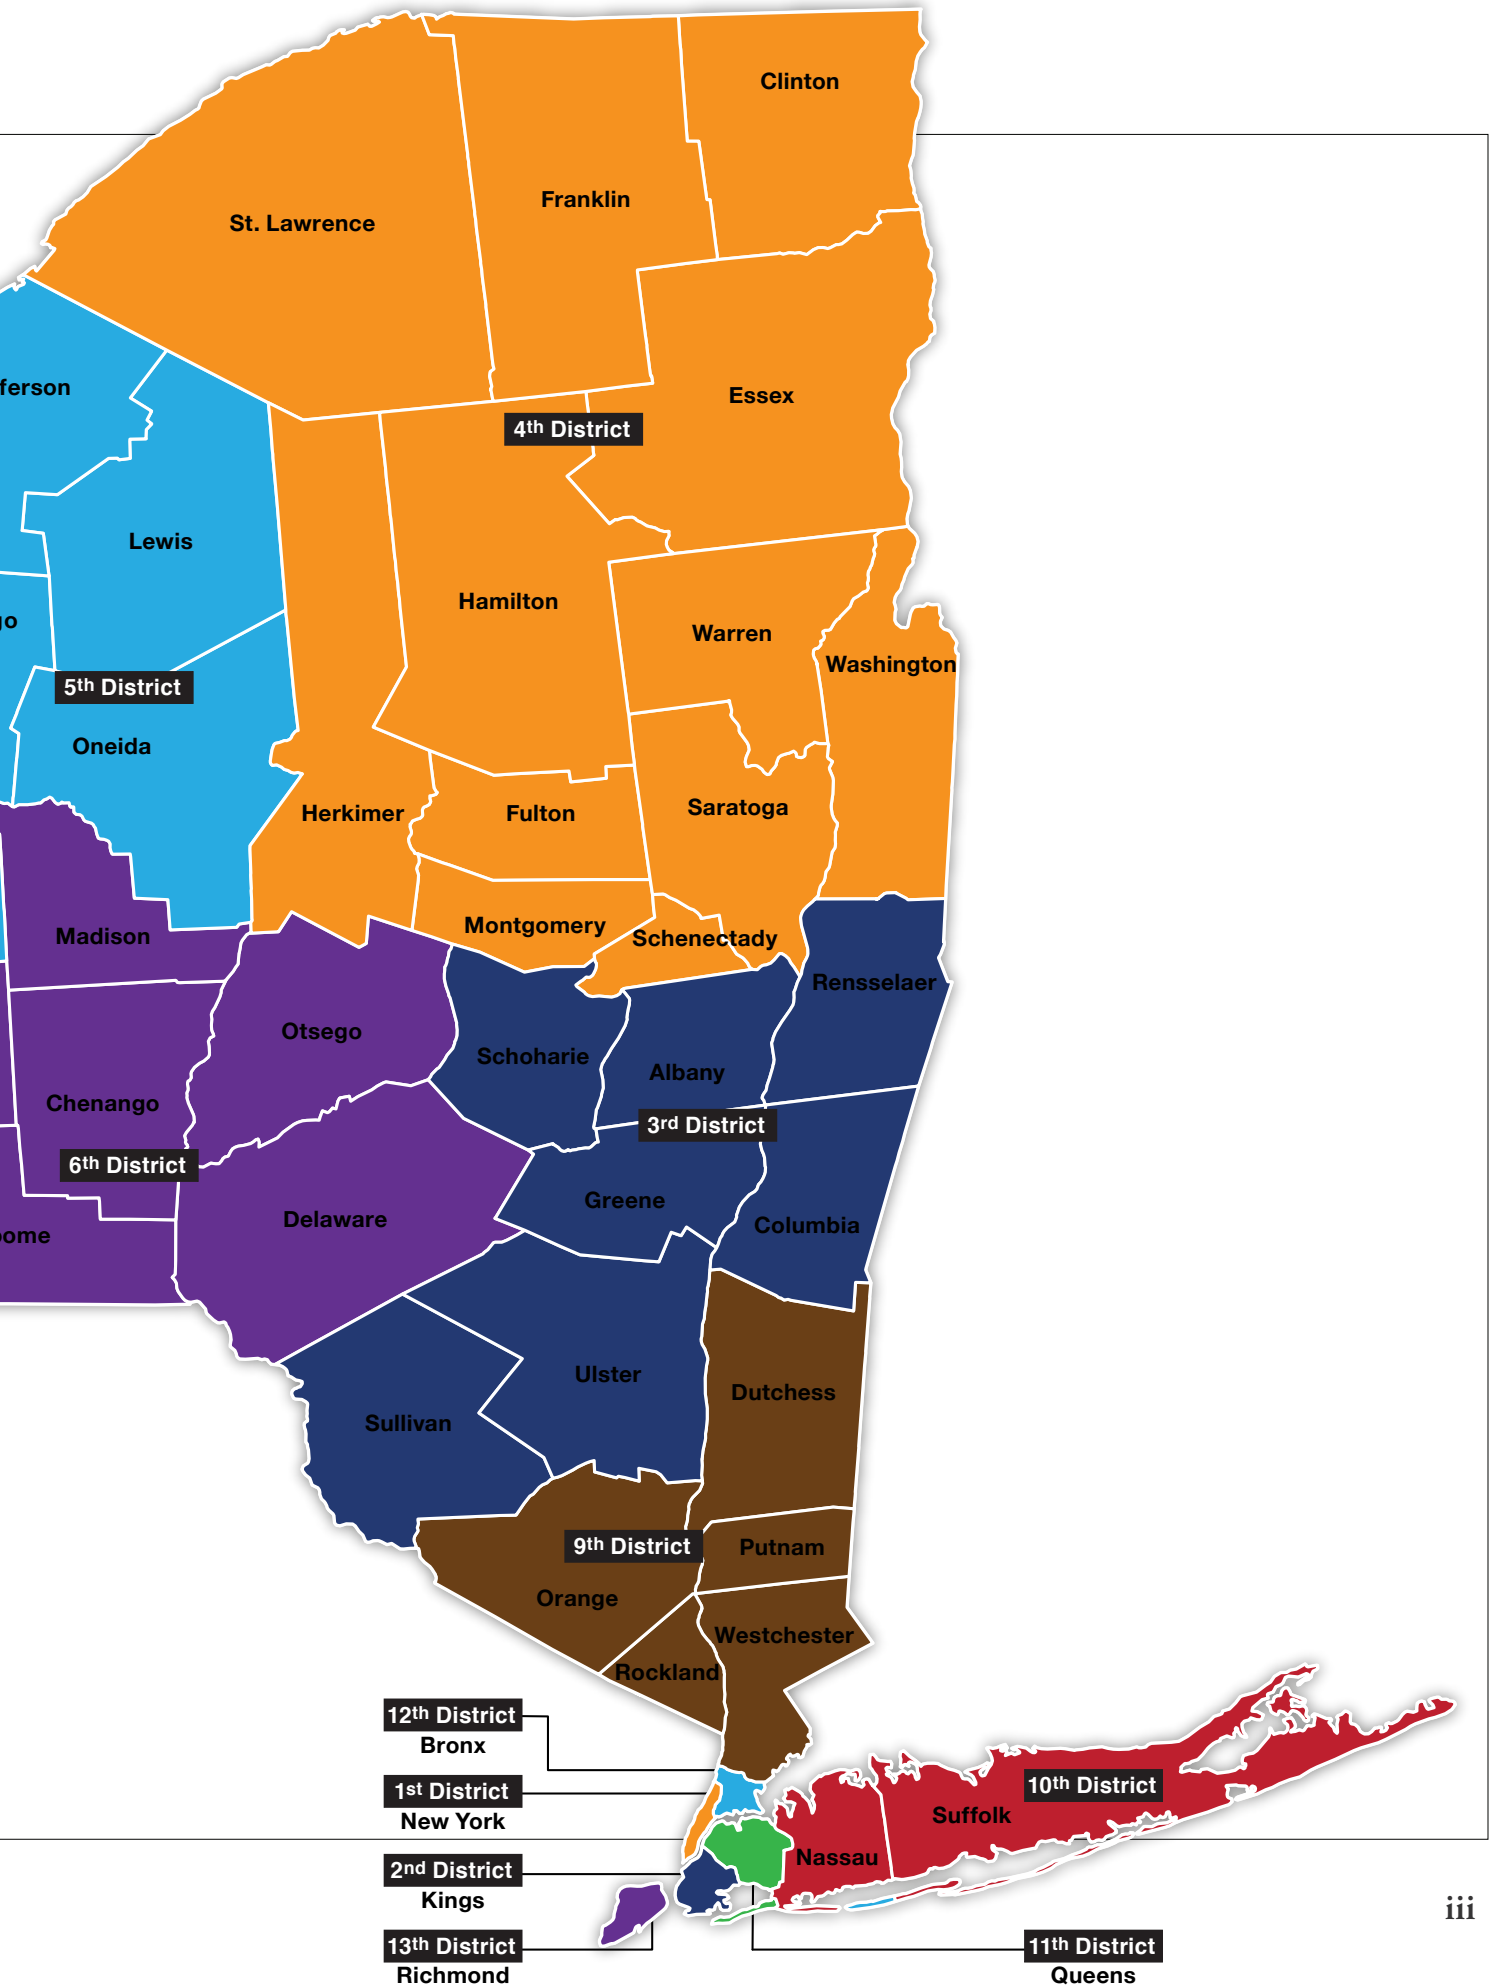 Clinton
Franklin
St. Lawrence
ferson
Essex
4th District
Lewis
Hamilton
go
Warren
Washington
5th District
Oneida
Saratoga
Herkimer
Fulton
Montgomery
Madison
Schenectady
Rensselaer
Otsego
Schoharie
Albany
Chenango
3rd District
6th District
Greene
Delaware
Columbia
ome
Ulster
Dutchess
Sullivan
9th District
Putnam
Orange
Westchester
Rockland
12th District
Bronx
10th District
1st District
New York
Suffolk
Nassau
2nd District
Kings
iii
13th District
Richmond
11th District
Queens